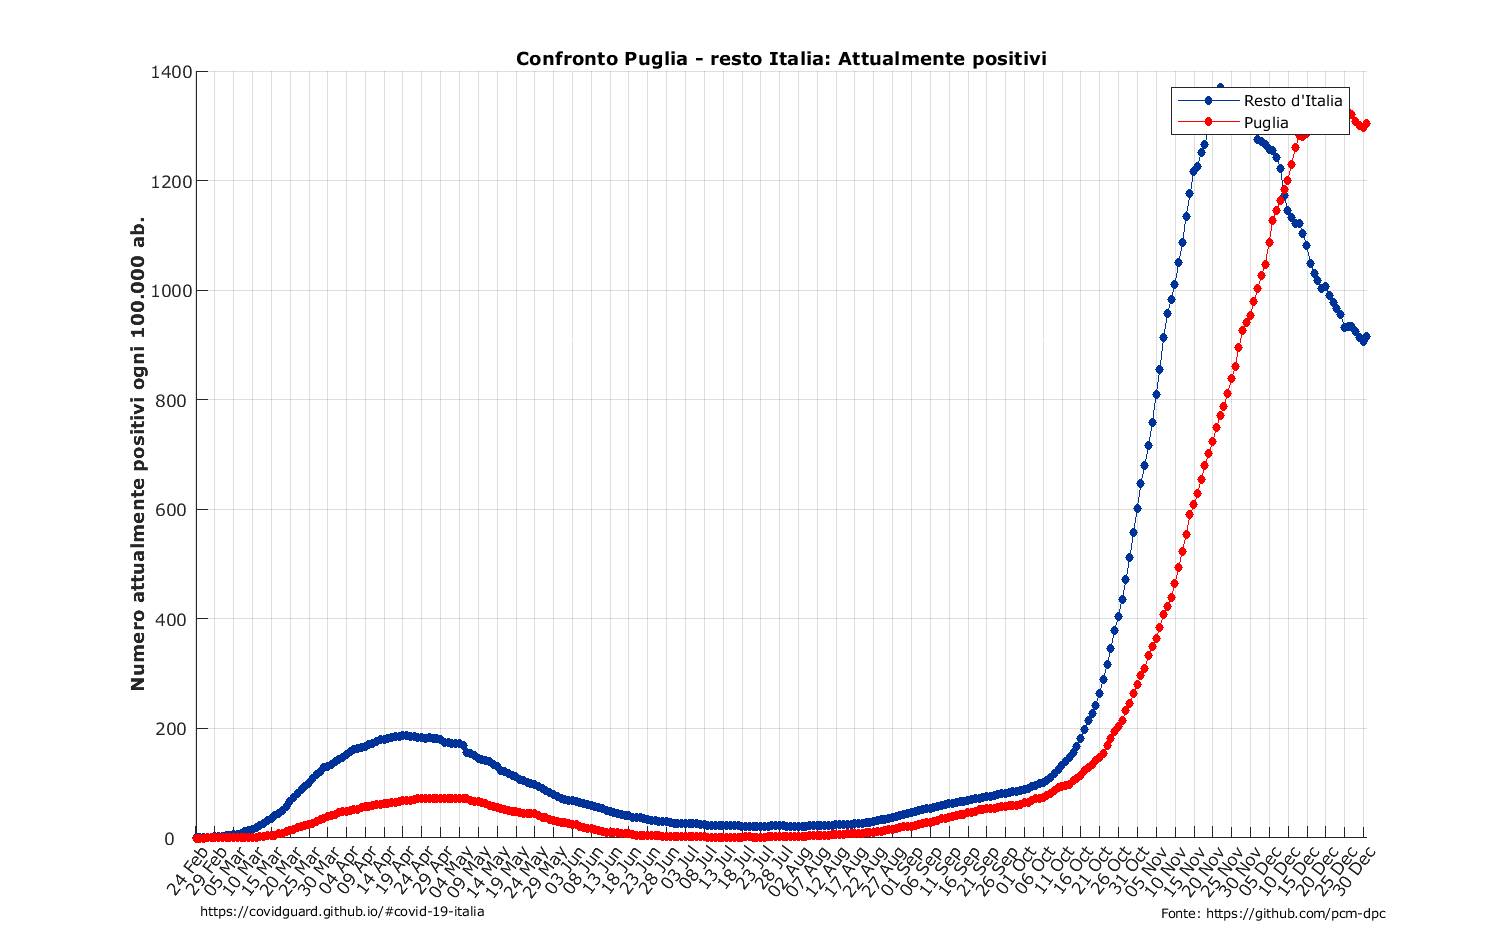 Confronto Puglia - resto Italia: Attualmente positivi
Resto d'Italia
Puglia
Numero attualmente positivi ogni 100.000 ab.
1400
1200
1000
800
600
400
200
0
24 Feb
29 Feb
05 Mar
10 Mar
15 Mar
20 Mar
25 Mar
30 Mar
04 Apr
09 Apr
14 Apr
19 Apr
24 Apr
29 Apr
04 May
09 May
14 May
19 May
24 May
29 May
03 Jun
08 Jun
13 Jun
18 Jun
23 Jun
28 Jun
03 Jul
08 Jul
13 Jul
18 Jul
23 Jul
28 Jul
02 Aug
07 Aug
12 Aug
17 Aug
22 Aug
27 Aug
01 Sep
06 Sep
11 Sep
16 Sep
21 Sep
26 Sep
01 Oct
06 Oct
11 Oct
16 Oct
21 Oct
26 Oct
31 Oct
05 Nov
10 Nov
15 Nov
20 Nov
25 Nov
30 Nov
05 Dec
10 Dec
15 Dec
20 Dec
25 Dec
30 Dec
https://covidguard.github.io/#covid-19-italia
Fonte: https://github.com/pcm-dpc